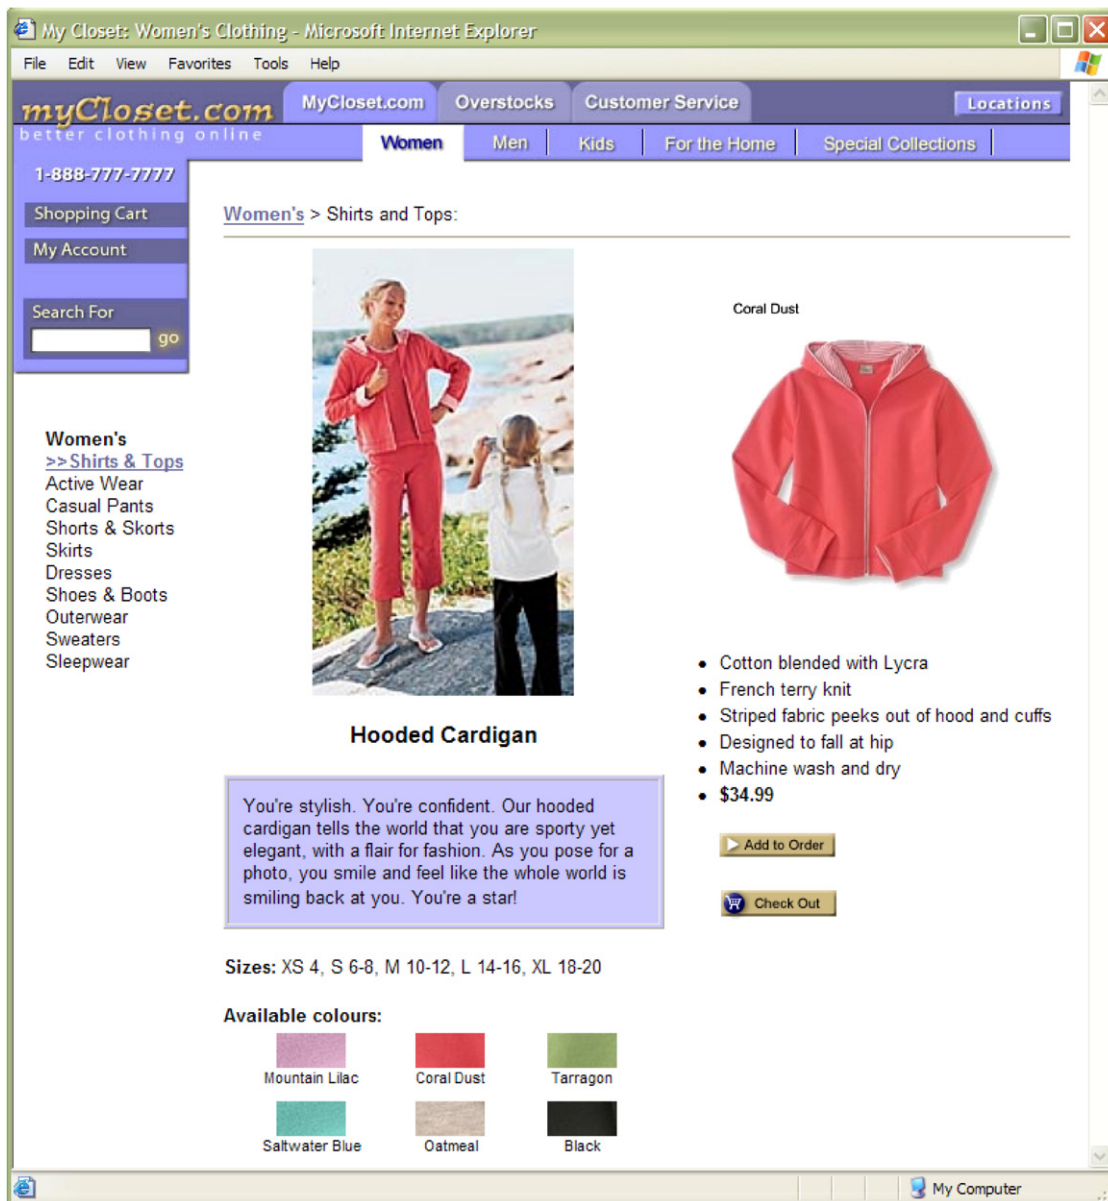 My Closet: Women's Clothing - Microsoft Internet Explorer
File Edit View Favorites Tools Help
myCloset.com
better clothing online
MyCloset.com Overstocks Customer Service Locations
Women Men Kids For the Home Special Collections
1-888-777-7777
Shopping Cart
My Account
Search For
go
Women's
>>Shirts & Tops
Active Wear
Casual Pants
Shorts & Skorts
Skirts
Dresses
Shoes & Boots
Outerwear
Sweaters
Sleepwear
Women's > Shirts and Tops:
Coral Dust
Hooded Cardigan
You're stylish. You're confident. Our hooded
cardigan tells the world that you are sporty yet
elegant, with a flair for fashion. As you pose for a
photo, you smile and feel like the whole world is
smiling back at you. You're a star!
• Cotton blended with Lycra
• French terry knit
• Striped fabric peeks out of hood and cuffs
• Designed to fall at hip
• Machine wash and dry
• $34.99
Add to Order
Check Out
Sizes: XS 4, S 6-8, M 10-12, L 14-16, XL 18-20
Available colours:
Mountain Lilac Coral Dust Tarragon
Saltwater Blue Oatmeal Black
My Computer